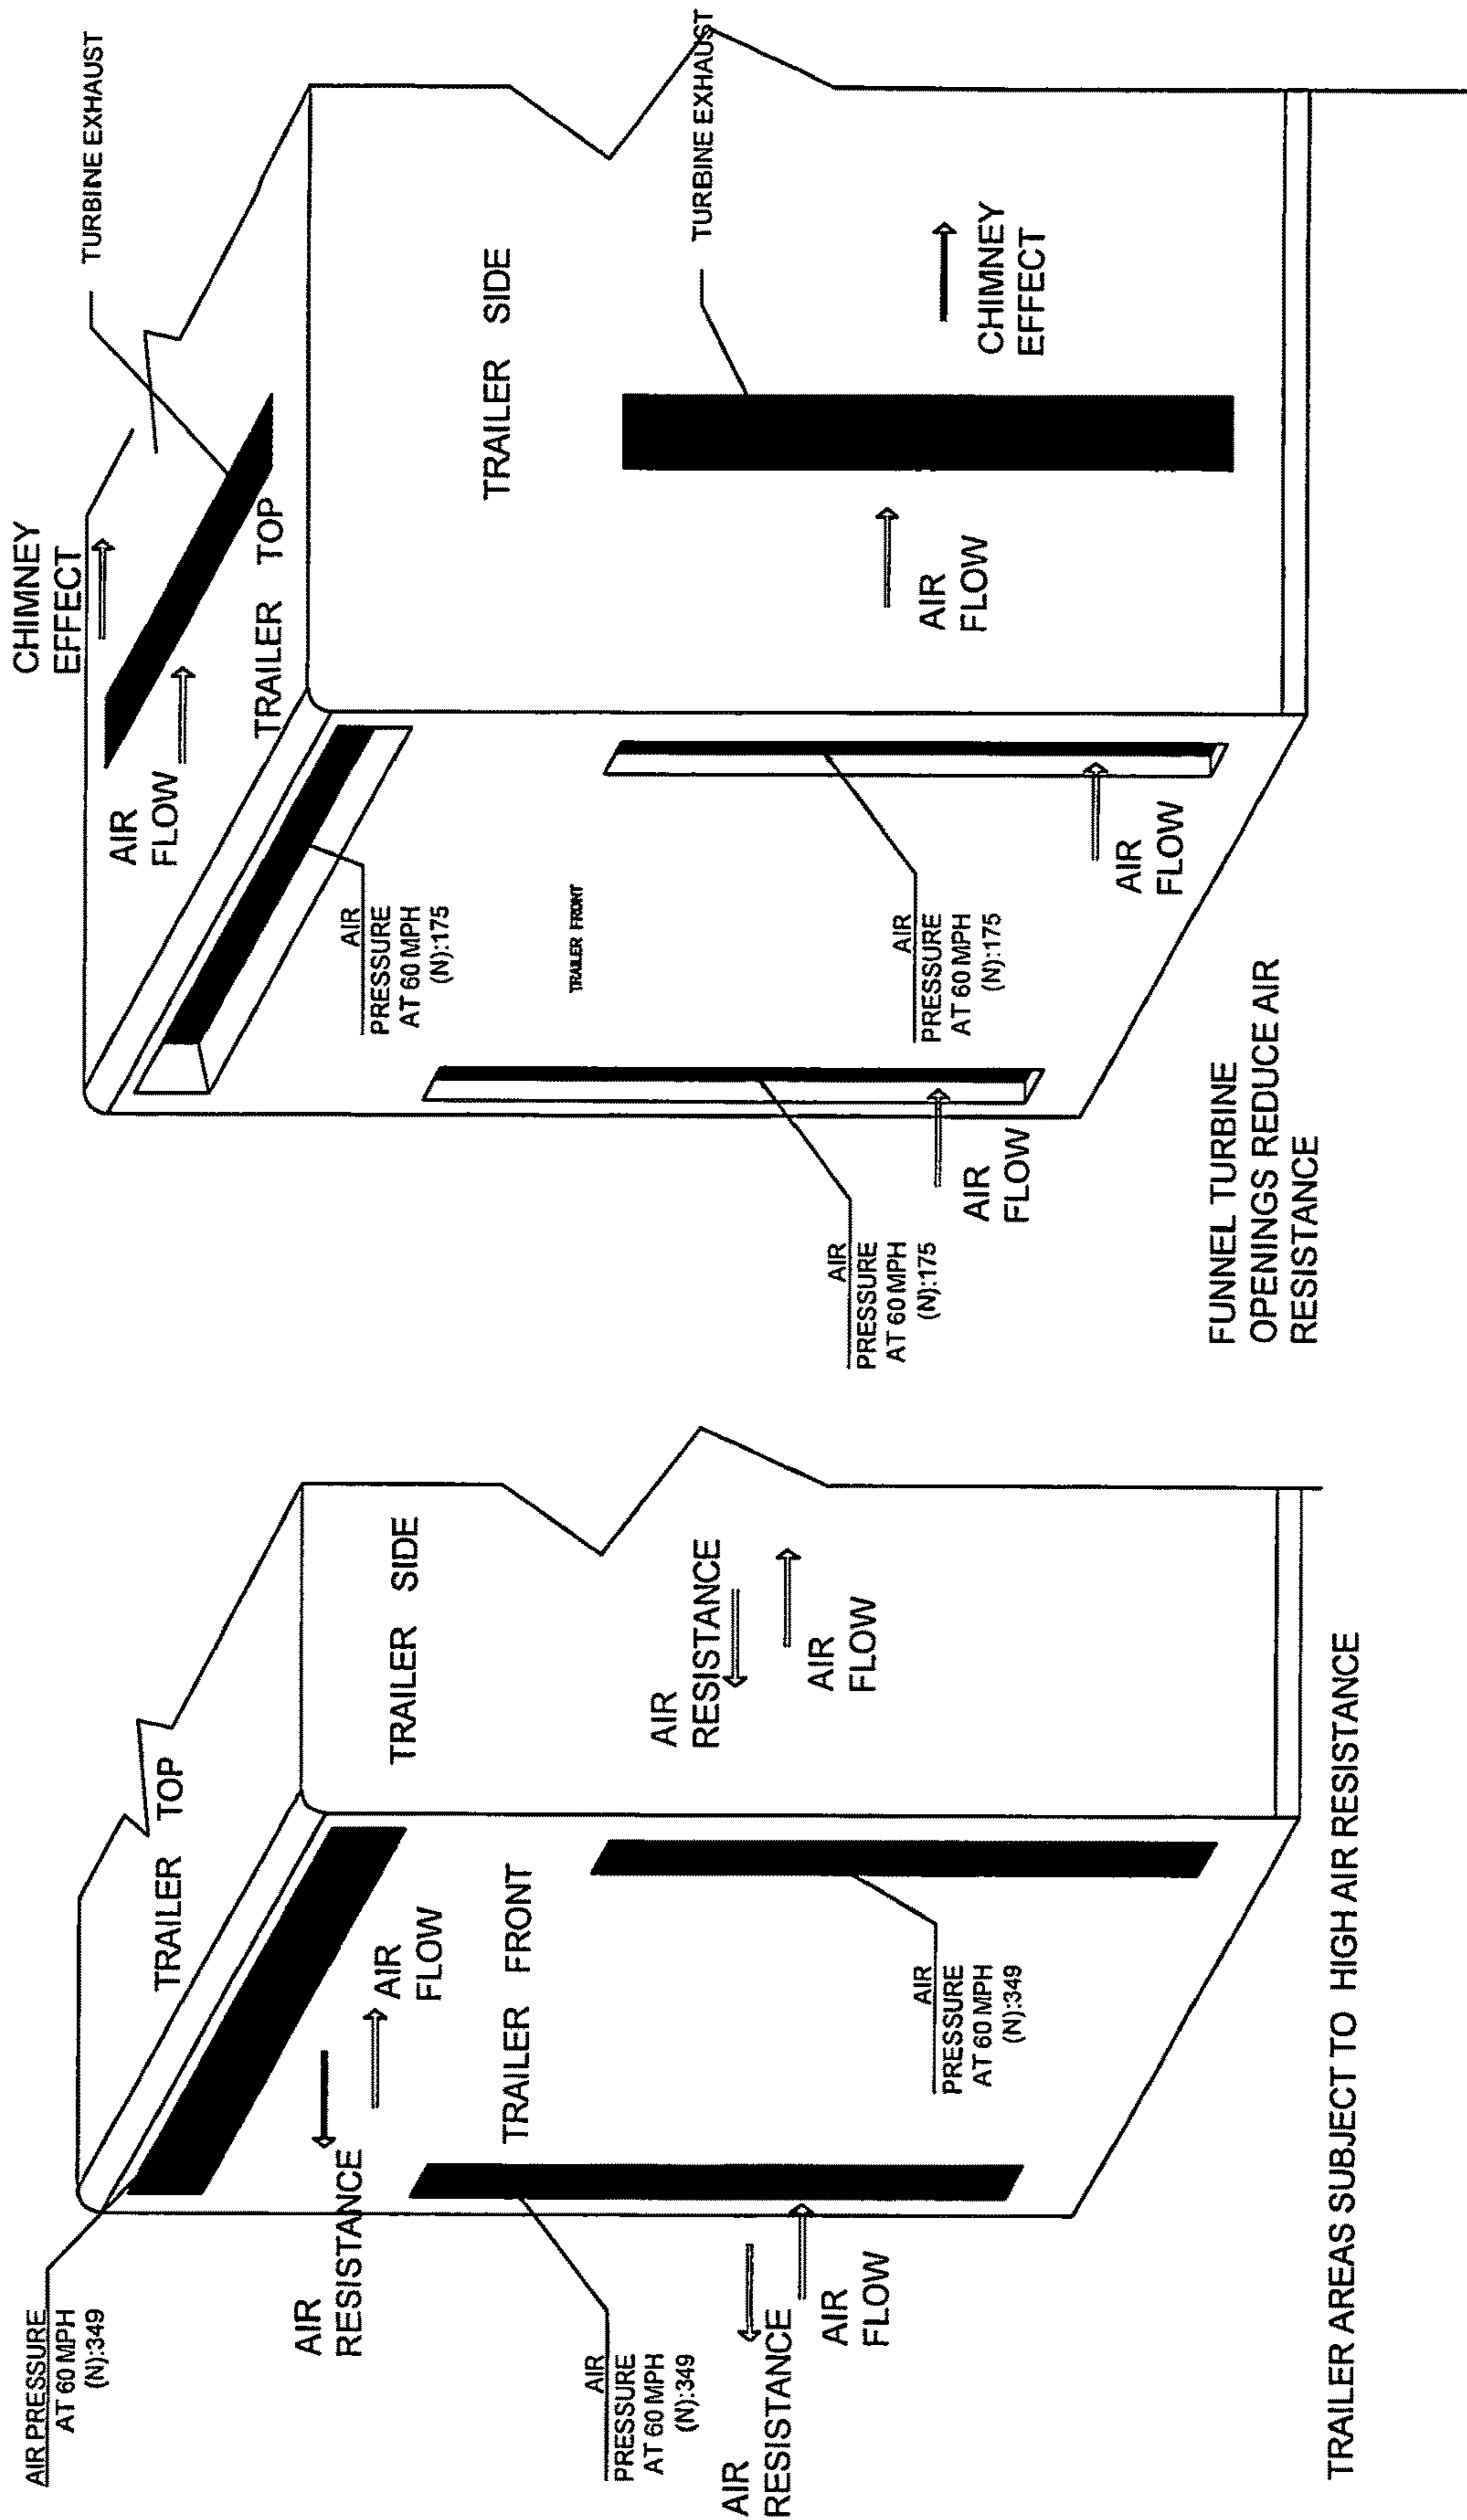 AIR PRESSURE
AT 60 MPH
(N):349
TRAILER TOP
TRAILER SIDE
AIR
RESISTANCE
AIR
FLOW
TRAILER FRONT
AIR
PRESSURE
AT 60 MPH
(N):349
AIR
RESISTANCE
AIR
FLOW
AIR
RESISTANCE
AIR
FLOW
AIR
PRESSURE
AT 60 MPH
(N):349
TRAILER AREAS SUBJECT TO HIGH AIR RESISTANCE
CHIMNEY
EFFECT
TURBINE EXHAUST
AIR
FLOW
TRAILER TOP
AIR
PRESSURE
AT 60 MPH
(N):175
TRAILER SIDE
TRAILER FRONT
TURBINE EXHAUST
AIR
PRESSURE
AT 60 MPH
(N):175
AIR
FLOW
AIR
PRESSURE
AT 60 MPH
(N):175
AIR
FLOW
AIR
FLOW
CHIMNEY
EFFECT
FUNNEL TURBINE
OPENINGS REDUCE AIR
RESISTANCE